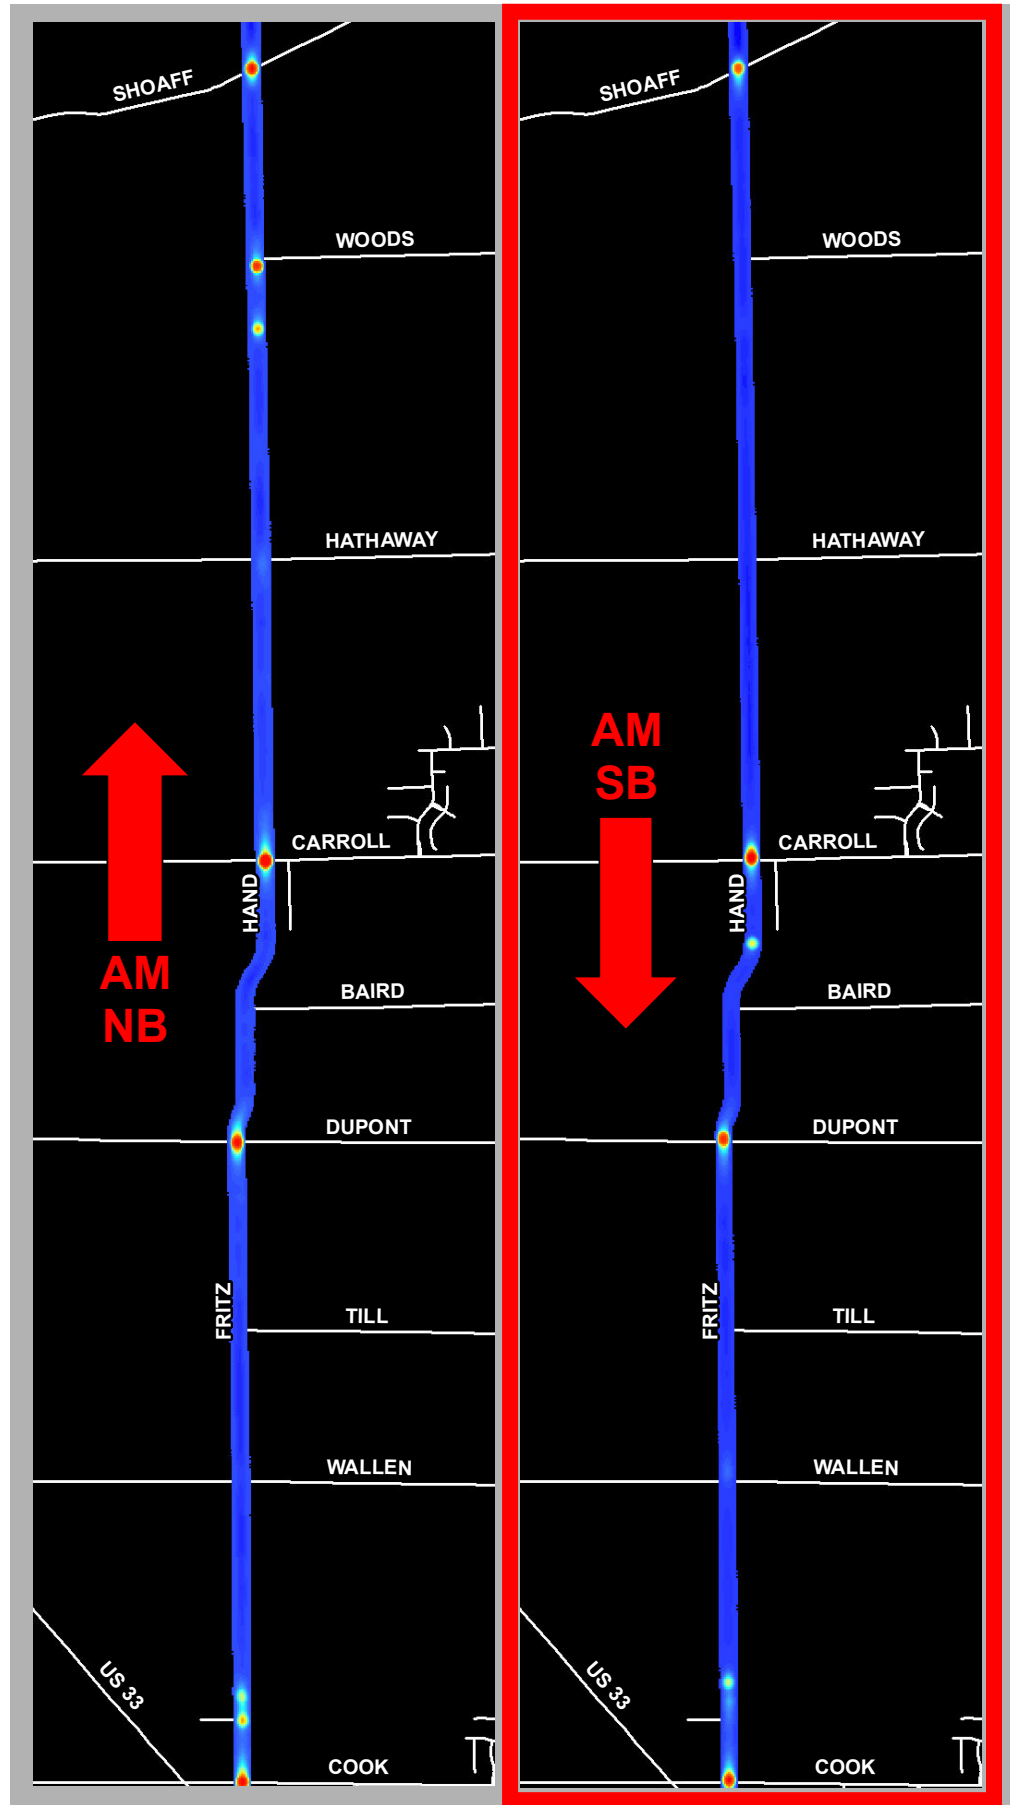 SHOAFF
WOODS
HATHAWAY
CARROLL
HAND
AM
NB
BAIRD
DUPONT
FRITZ
TILL
WALLEN
US 33
COOK
SHOAFF
WOODS
HATHAWAY
AM
SB
CARROLL
HAND
BAIRD
DUPONT
FRITZ
TILL
WALLEN
US 33
COOK